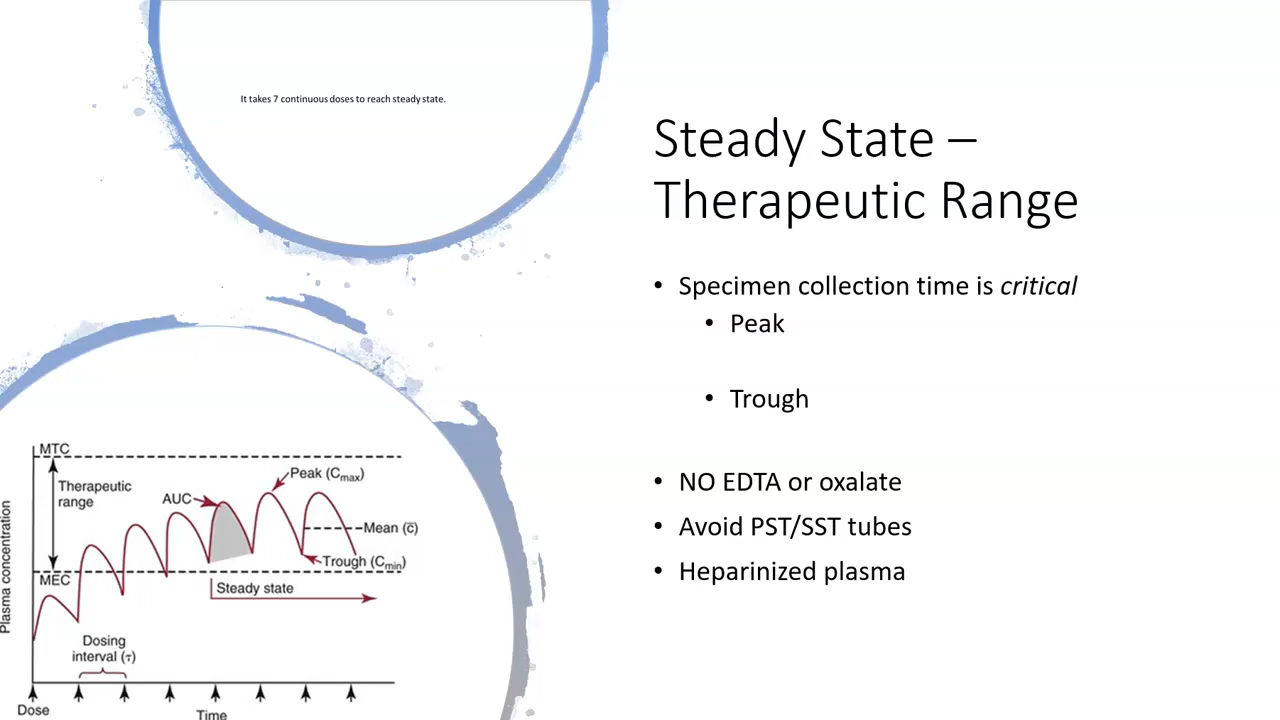 It takes 7 continuous doses to reach steady state.
Steady State –
Therapeutic Range
• Specimen collection time is critical
• Peak
• Trough
• NO EDTA or oxalate
• Avoid PST/SST tubes
• Heparinized plasma
MTC
Therapeutic
range
MEC
Plasma concentration
AUC
Peak (Cmax)
Mean (c̄)
Trough (Cmin)
Steady state
Dosing
interval (τ)
Dose
Time